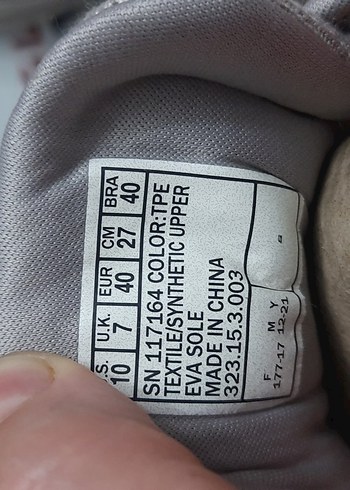 .S. U.K. EUR CM BRA
10 7 40 27 40
SN 117164 COLOR:TPE
TEXTILE/SYNTHETIC UPPER
EVA SOLE
MADE IN CHINA
323.15.3.003
F M Y
177-17 12-21